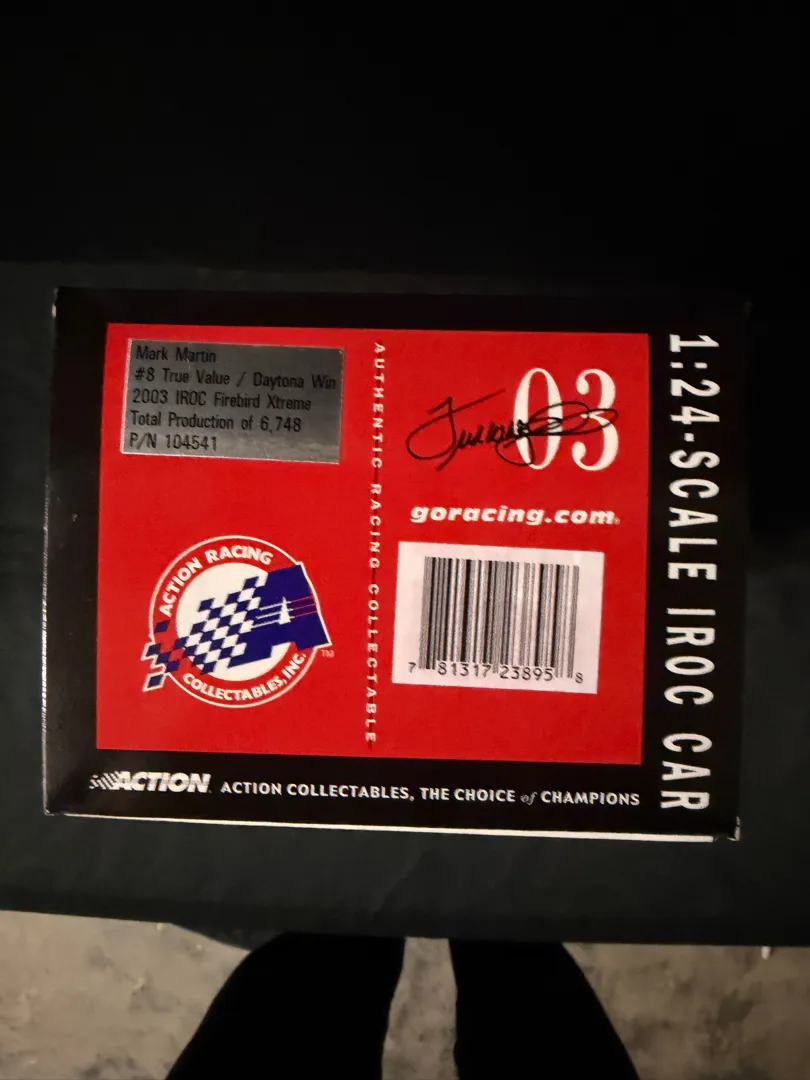 Mark Martin
#8 True Value / Daytona Win
2003 IROC Firebird Xtreme
Total Production of 6,748
P/N 104541
AUTHENTIC RACING COLLECTABLE
03
goracing.com
7 81317 23895 8
ACTION RACING
COLLECTABLES, INC.
TM
1:24-SCALE IROC CAR
ACTION
ACTION COLLECTABLES, THE CHOICE of CHAMPIONS